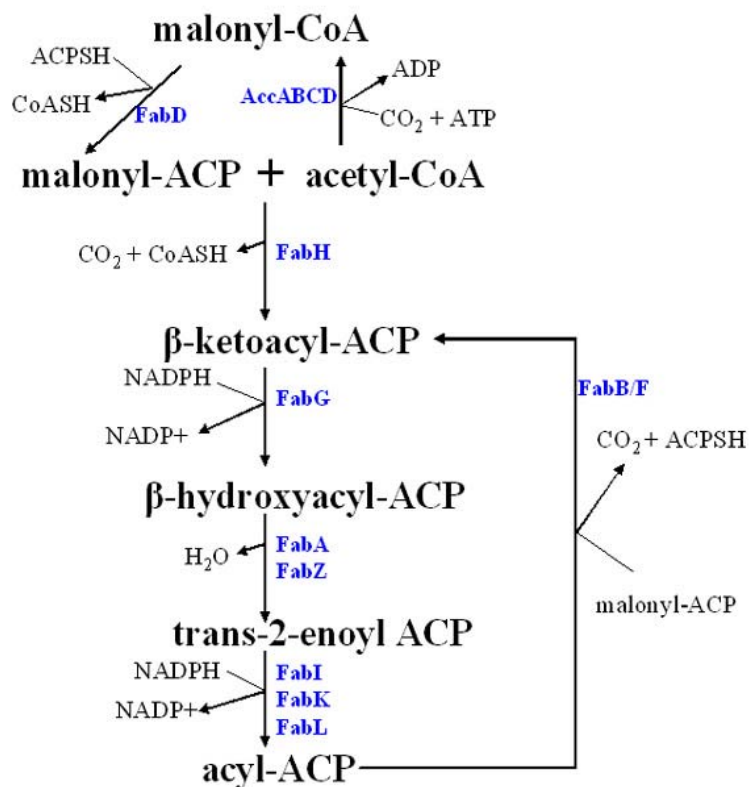 malonyl-CoA
ACPSH
CoASH
FabD
AccABCD
ADP
CO₂ + ATP
malonyl-ACP + acetyl-CoA
CO₂ + CoASH
FabH
β-ketoacyl-ACP
NADPH
NADP+
FabG
FabB/F
CO₂ + ACPSH
malonyl-ACP
β-hydroxyacyl-ACP
H₂O
FabA
FabZ
trans-2-enoyl ACP
NADPH
NADP+
FabI
FabK
FabL
acyl-ACP